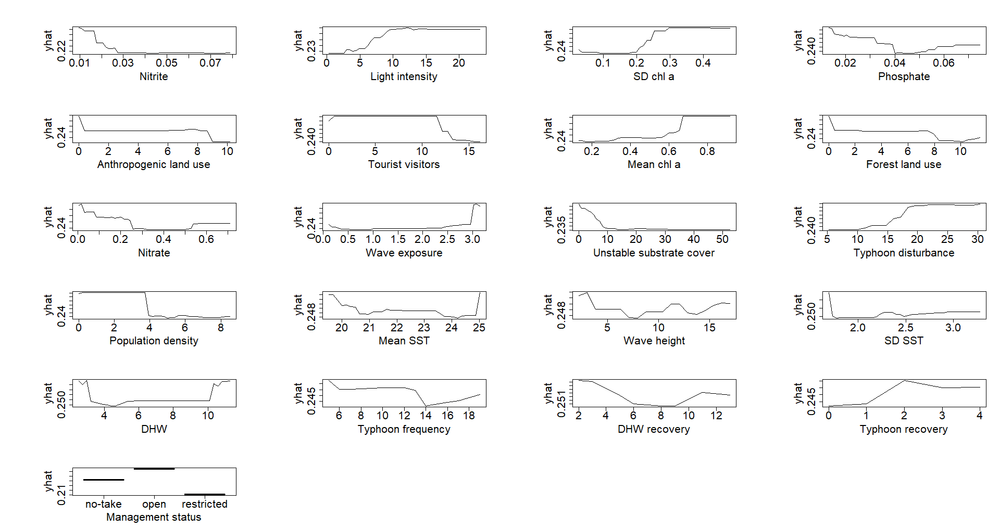 yhat 0.22 0.01 0.03 0.05 0.07 Nitrite
yhat 0.23 0 5 10 15 20 Light intensity
yhat 0.24 0.1 0.2 0.3 0.4 SD chl a
yhat 0.240 0.02 0.04 0.06 Phosphate
yhat 0.24 0 2 4 6 8 10 Anthropogenic land use
yhat 0.240 0 5 10 15 Tourist visitors
yhat 0.24 0.2 0.4 0.6 0.8 Mean chl a
yhat 0.24 0 2 4 6 8 10 Forest land use
yhat 0.24 0.0 0.2 0.4 0.6 Nitrate
yhat 0.24 0.0 0.5 1.0 1.5 2.0 2.5 3.0 Wave exposure
yhat 0.235 0 10 20 30 40 50 Unstable substrate cover
yhat 0.240 5 10 15 20 25 30 Typhoon disturbance
yhat 0.24 0 2 4 6 8 Population density
yhat 0.248 20 21 22 23 24 25 Mean SST
yhat 0.248 5 10 15 Wave height
yhat 0.250 2.0 2.5 3.0 SD SST
yhat 0.250 4 6 8 10 DHW
yhat 0.245 6 8 10 12 14 16 18 Typhoon frequency
yhat 0.251 2 4 6 8 10 12 DHW recovery
yhat 0.245 0 1 2 3 4 Typhoon recovery
yhat 0.21 no-take open restricted Management status